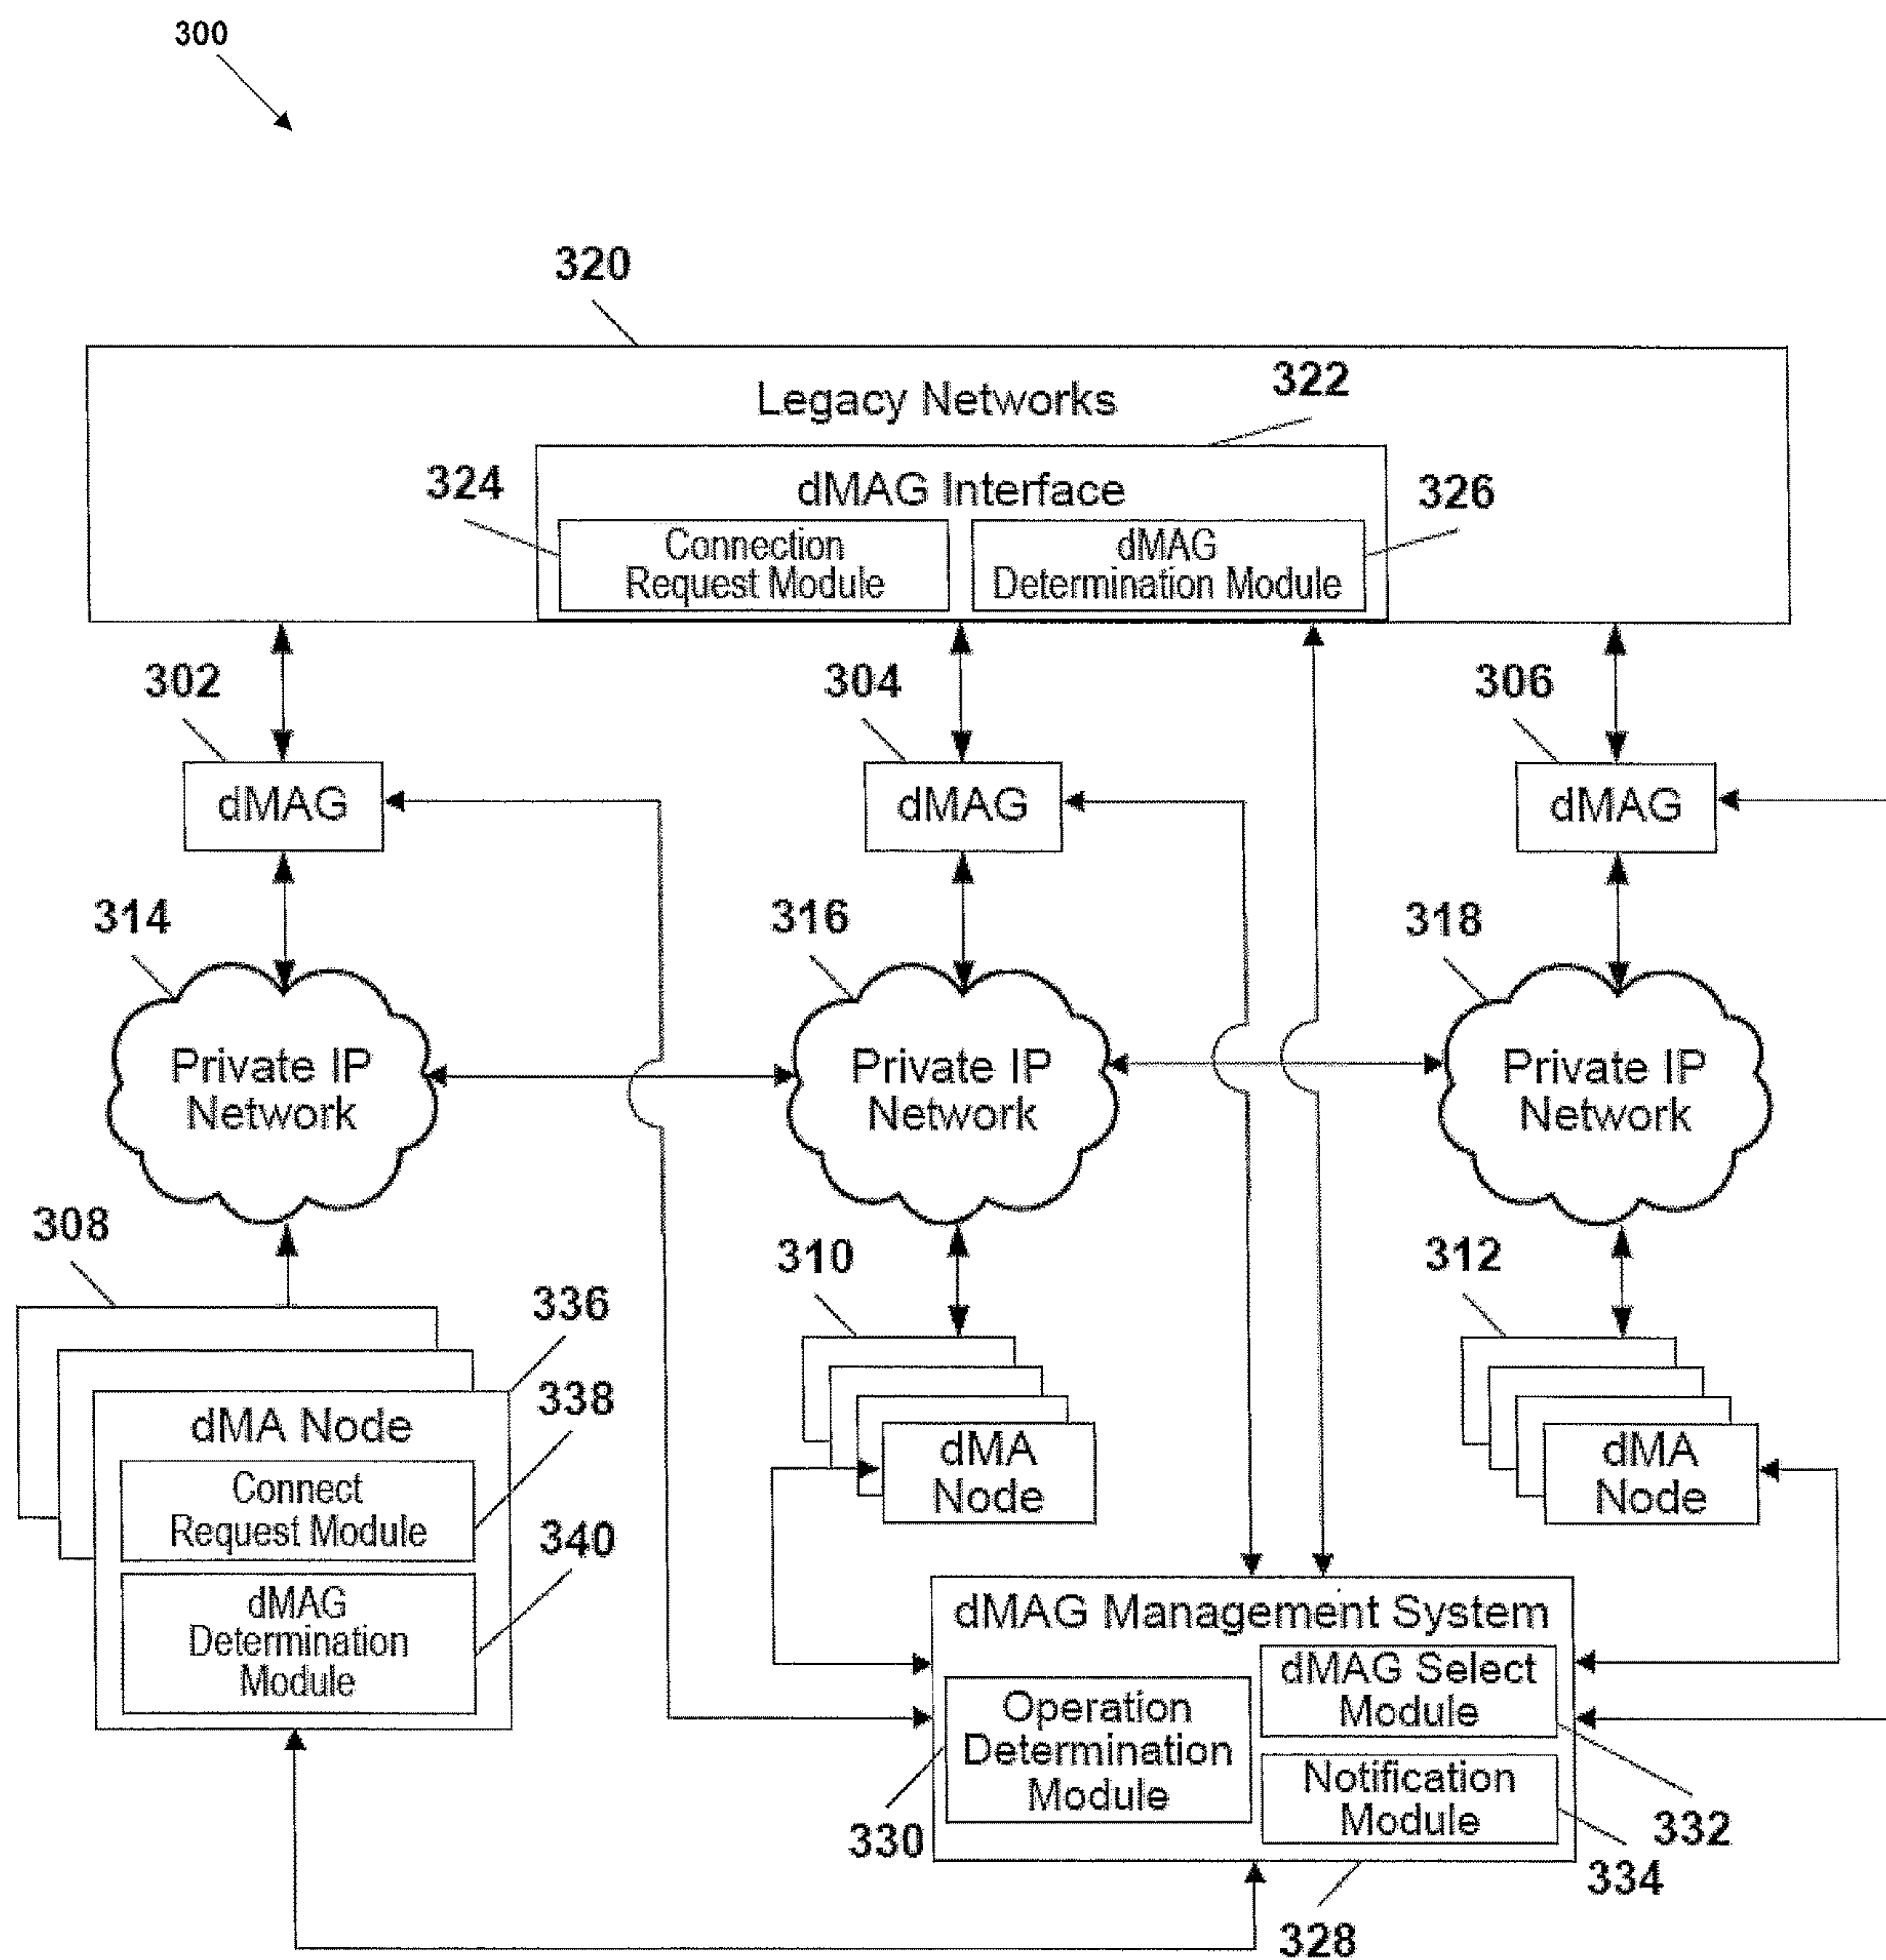 300
320
Legacy Networks
322
324
dMAG Interface
326
Connection
Request Module
dMAG
Determination Module
302
304
306
dMAG
dMAG
dMAG
314
316
318
Private IP
Network
Private IP
Network
Private IP
Network
308
310
312
336
dMA Node
338
Connect
Request Module
340
dMAG
Determination
Module
dMA
Node
dMA
Node
dMAG Management System
Operation
Determination
Module
dMAG Select
Module
Notification
Module
330
332
334
328